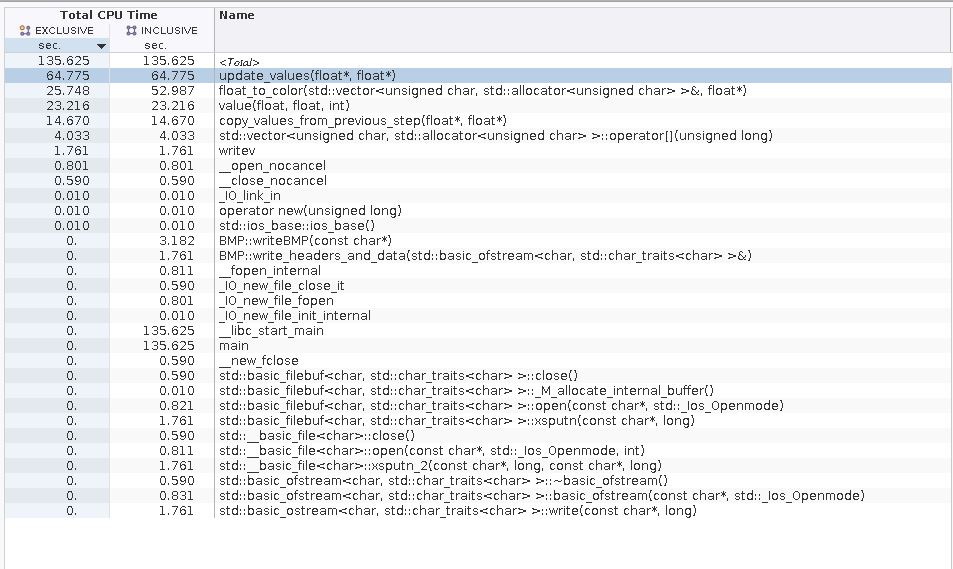 Total CPU Time Name
EXCLUSIVE INCLUSIVE
sec. sec.
135.625 135.625 <Total>
64.775 64.775 update_values(float*, float*)
25.748 52.987 float_to_color(std::vector<unsigned char, std::allocator<unsigned char> >&, float*)
23.216 23.216 value(float, float, int)
14.670 14.670 copy_values_from_previous_step(float*, float*)
4.033 4.033 std::vector<unsigned char, std::allocator<unsigned char> >::operator[](unsigned long)
1.761 1.761 writev
0.801 0.801 __open_nocancel
0.590 0.590 __close_nocancel
0.010 0.010 _IO_link_in
0.010 0.010 operator new(unsigned long)
0.010 0.010 std::ios_base::ios_base()
0. 3.182 BMP::writeBMP(const char*)
0. 1.761 BMP::write_headers_and_data(std::basic_ofstream<char, std::char_traits<char> >&)
0. 0.811 __fopen_internal
0. 0.590 _IO_new_file_close_it
0. 0.801 _IO_new_file_fopen
0. 0.010 _IO_new_file_init_internal
0. 135.625 __libc_start_main
0. 135.625 main
0. 0.590 __new_fclose
0. 0.590 std::basic_filebuf<char, std::char_traits<char> >::close()
0. 0.010 std::basic_filebuf<char, std::char_traits<char> >::_M_allocate_internal_buffer()
0. 0.821 std::basic_filebuf<char, std::char_traits<char> >::open(const char*, std::_Ios_Openmode)
0. 1.761 std::basic_filebuf<char, std::char_traits<char> >::xsputn(const char*, long)
0. 0.590 std::__basic_file<char>::close()
0. 0.811 std::__basic_file<char>::open(const char*, std::_Ios_Openmode, int)
0. 1.761 std::__basic_file<char>::xsputn_2(const char*, long, const char*, long)
0. 0.590 std::basic_ofstream<char, std::char_traits<char> >::~basic_ofstream()
0. 0.831 std::basic_ofstream<char, std::char_traits<char> >::basic_ofstream(const char*, std::_Ios_Openmode)
0. 1.761 std::basic_ostream<char, std::char_traits<char> >::write(const char*, long)